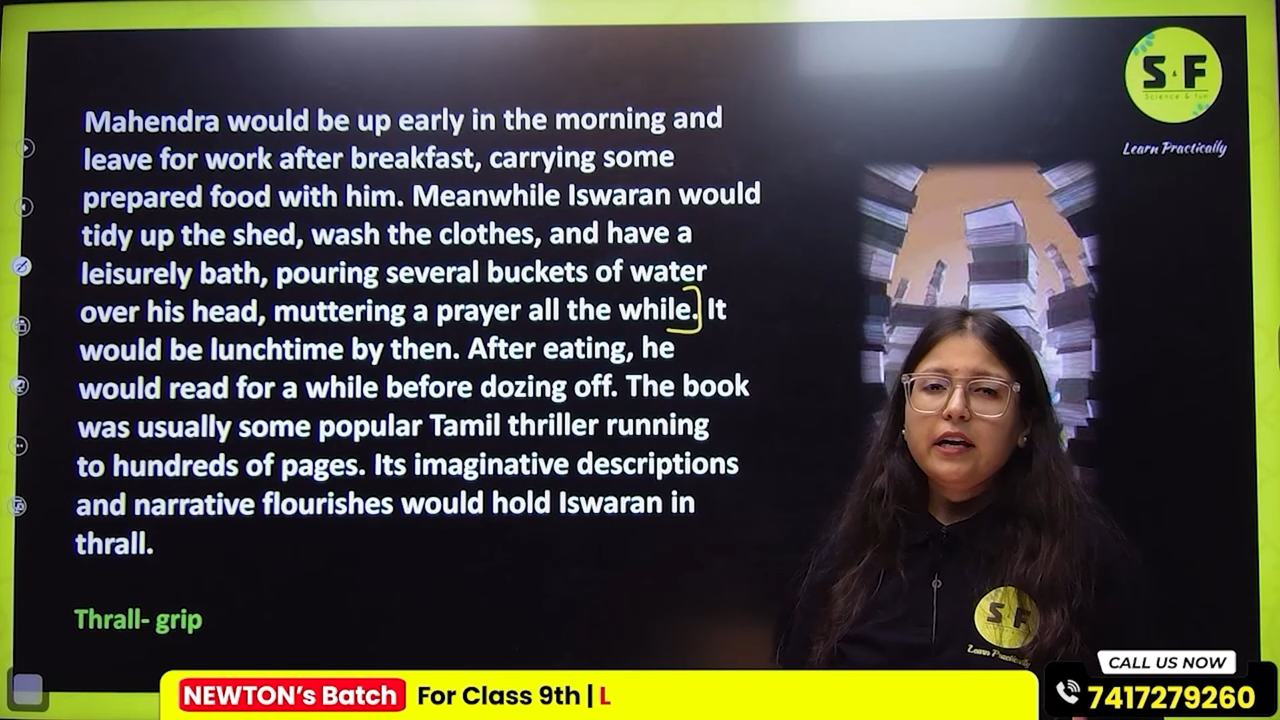 S&F
Science & fun
Learn Practically
Mahendra would be up early in the morning and
leave for work after breakfast, carrying some
prepared food with him. Meanwhile Iswaran would
tidy up the shed, wash the clothes, and have a
leisurely bath, pouring several buckets of water
over his head, muttering a prayer all the while. It
would be lunchtime by then. After eating, he
would read for a while before dozing off. The book
was usually some popular Tamil thriller running
to hundreds of pages. Its imaginative descriptions
and narrative flourishes would hold Iswaran in
thrall.
Thrall- grip
S&F
Learn Practically
NEWTON's Batch For Class 9th | L
CALL US NOW
7417279260